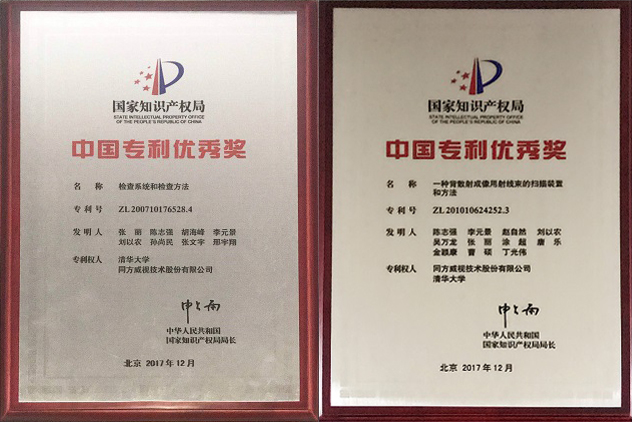 国家知识产权局
STATE INTELLECTUAL PROPERTY OFFICE
OF THE PEOPLE'S REPUBLIC OF CHINA
中国专利优秀奖
名 称 检查系统和检查方法
专 利 号 ZL 200710176528.4
发 明 人 张 丽 陈志强 胡海峰 李元景
刘以农 孙尚民 张文宇 邢宇翔
专利权人 清华大学
同方威视技术股份有限公司
申长雨
中华人民共和国
国家知识产权局局长
北京 2017 年 12 月
国家知识产权局
STATE INTELLECTUAL PROPERTY OFFICE
OF THE PEOPLE'S REPUBLIC OF CHINA
中国专利优秀奖
名 称 一种背散射成像用射线束的扫描装置
和方法
专 利 号 ZL 201010624252.3
发 明 人 陈志强 李元景 赵自然 刘以农
吴万龙 张 丽 涂 超 唐 乐
金颖康 曹 硕 丁光伟
专利权人 同方威视技术股份有限公司
清华大学
申长雨
中华人民共和国
国家知识产权局局长
北京 2017 年 12 月